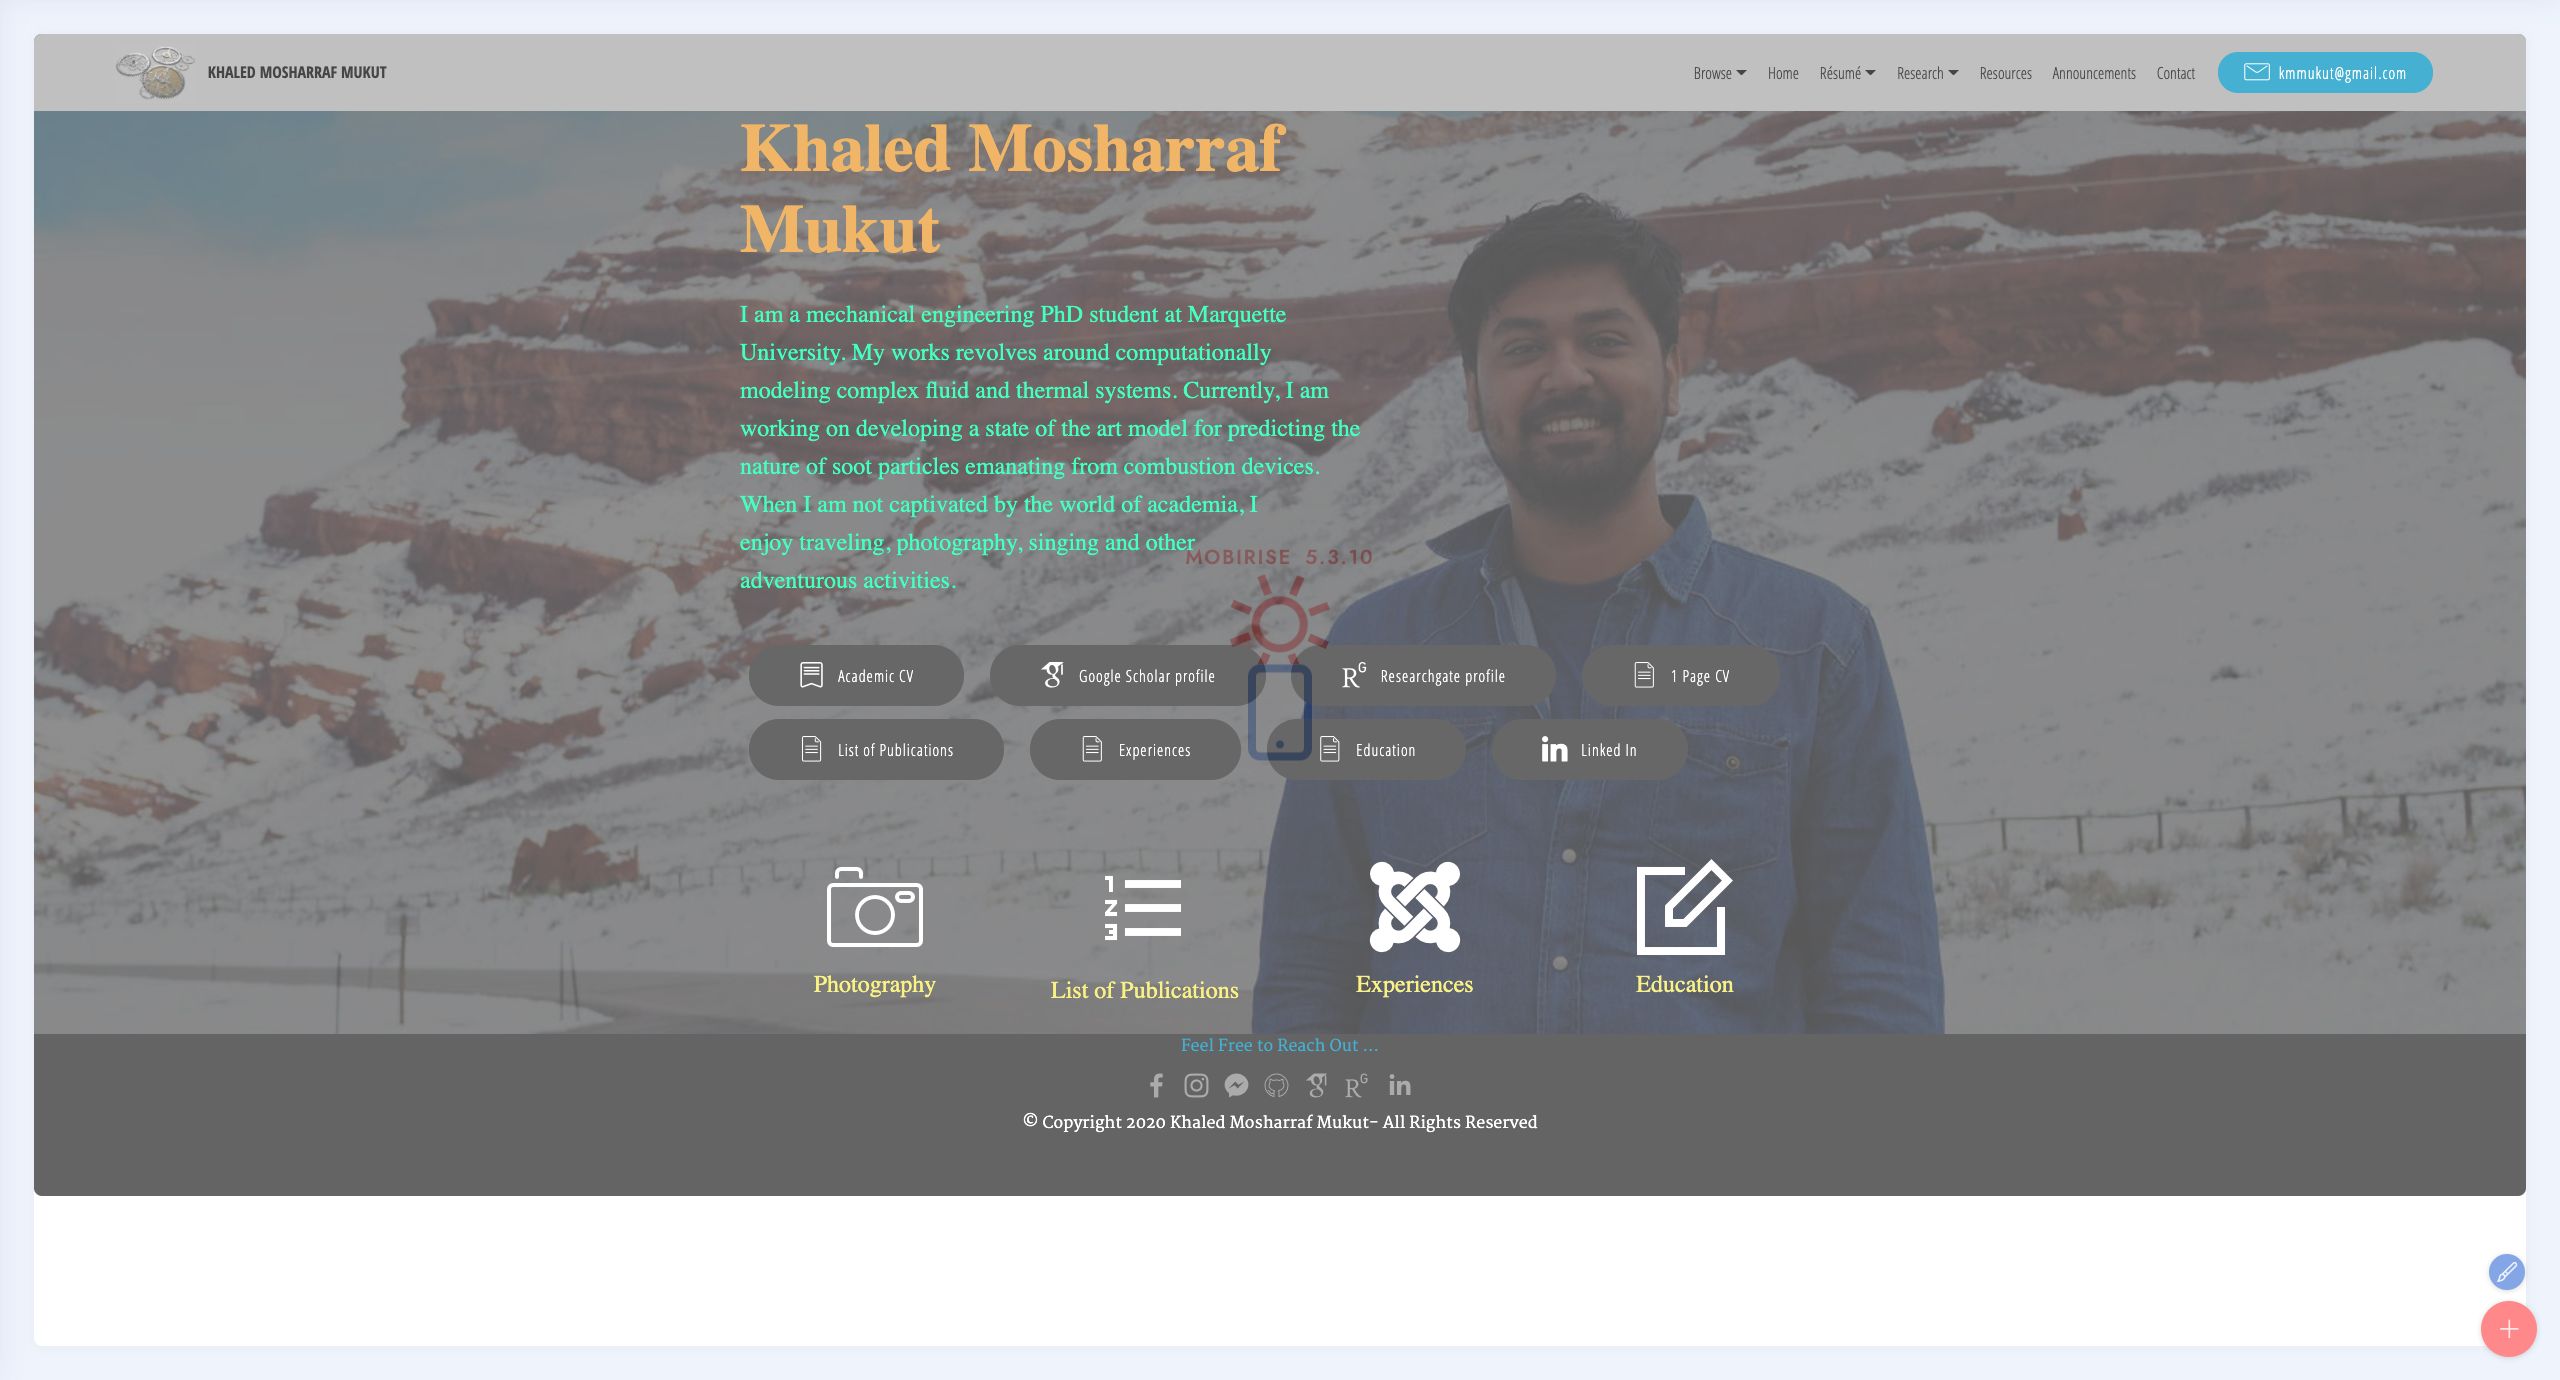 KHALED MOSHARRAF MUKUT
Browse Home Résumé Research Resources Announcements Contact kmmukut@gmail.com
Khaled Mosharraf
Mukut
I am a mechanical engineering PhD student at Marquette
University. My works revolves around computationally
modeling complex fluid and thermal systems. Currently, I am
working on developing a state of the art model for predicting the
nature of soot particles emanating from combustion devices.
When I am not captivated by the world of academia, I
enjoy traveling, photography, singing and other
adventurous activities.
MOBIRISE 5.3.10
Academic CV Google Scholar profile Researchgate profile 1 Page CV
List of Publications Experiences Education Linked In
Photography List of Publications Experiences Education
Feel Free to Reach Out ...
© Copyright 2020 Khaled Mosharraf Mukut- All Rights Reserved